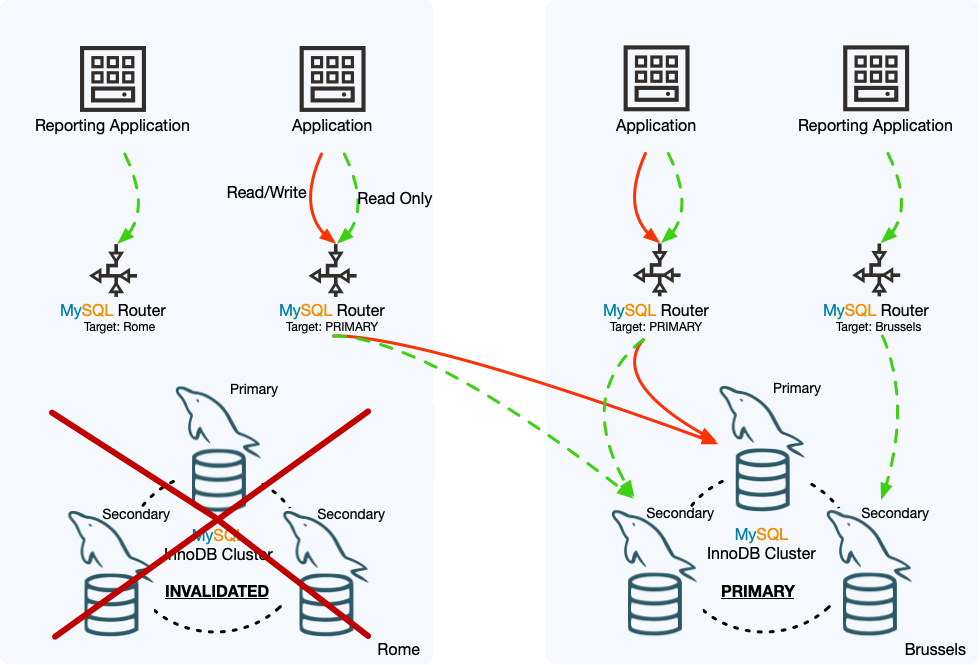 Reporting Application
Application
Application
Reporting Application
Read/Write
Read Only
MySQL Router
Target: Rome
MySQL Router
Target: PRIMARY
MySQL Router
Target: PRIMARY
MySQL Router
Target: Brussels
Primary
Secondary
Secondary
MySQL
InnoDB Cluster
INVALIDATED
Rome
Primary
Secondary
Secondary
MySQL
InnoDB Cluster
PRIMARY
Brussels